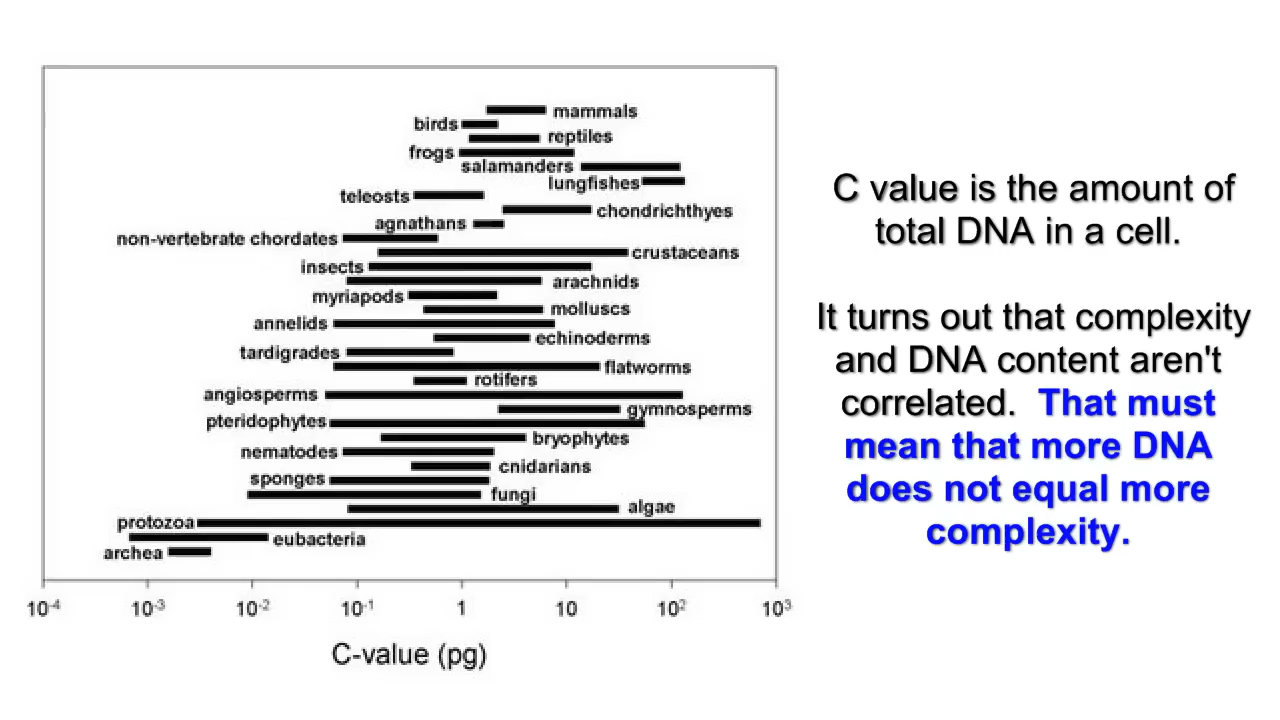 mammals
birds
reptiles
frogs
salamanders
lungfishes
teleosts
chondrichthyes
agnathans
non-vertebrate chordates
crustaceans
insects
arachnids
myriapods
molluscs
annelids
echinoderms
tardigrades
flatworms
rotifers
angiosperms
gymnosperms
pteridophytes
bryophytes
nematodes
cnidarians
sponges
fungi
algae
protozoa
eubacteria
archea
10⁻⁴ 10⁻³ 10⁻² 10⁻¹ 1 10 10² 10³
C-value (pg)
C value is the amount of
total DNA in a cell.
It turns out that complexity
and DNA content aren't
correlated. That must
mean that more DNA
does not equal more
complexity.